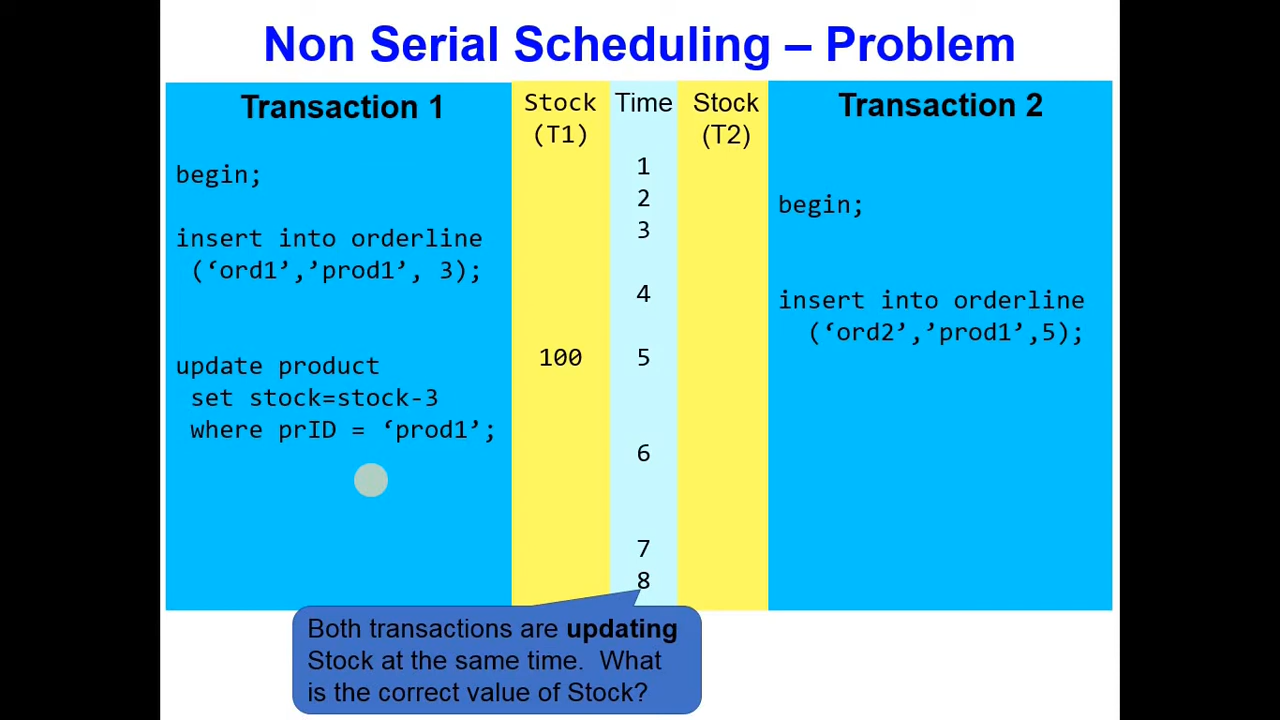 Non Serial Scheduling – Problem
Transaction 1
begin;
insert into orderline
(‘ord1’,’prod1’, 3);
update product
set stock=stock-3
where prID = ‘prod1’;
Stock
(T1)
100
Time
1
2
3
4
5
6
7
8
Stock
(T2)
Transaction 2
begin;
insert into orderline
(‘ord2’,’prod1’,5);
Both transactions are updating
Stock at the same time.  What
is the correct value of Stock?